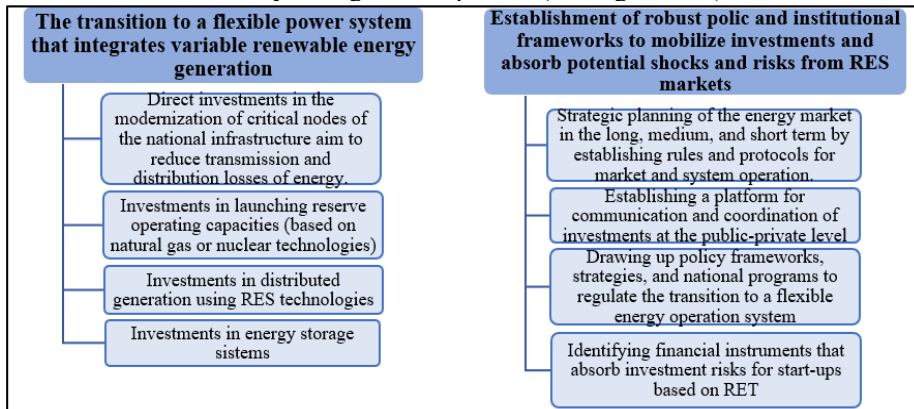 The transition to a flexible power system
that integrates variable renewable energy
generation
Direct investments in the
modernization of critical nodes of
the national infrastructure aim to
reduce transmission and
distribution losses of energy.
Investments in launching reserve
operating capacities (based on
natural gas or nuclear technologies)
Investments in distributed
generation using RES technologies
Investments in energy storage
sistems
Establishment of robust polic and institutional
frameworks to mobilize investments and
absorb potential shocks and risks from RES
markets
Strategic planning of the energy market
in the long, medium, and short term by
establishing rules and protocols for
market and system operation.
Establishing a platform for
communication and coordination of
investments at the public-private level
Drawing up policy frameworks,
strategies, and national programs to
regulate the transition to a flexible
energy operation system
Identifying financial instruments that
absorb investment risks for start-ups
based on RET